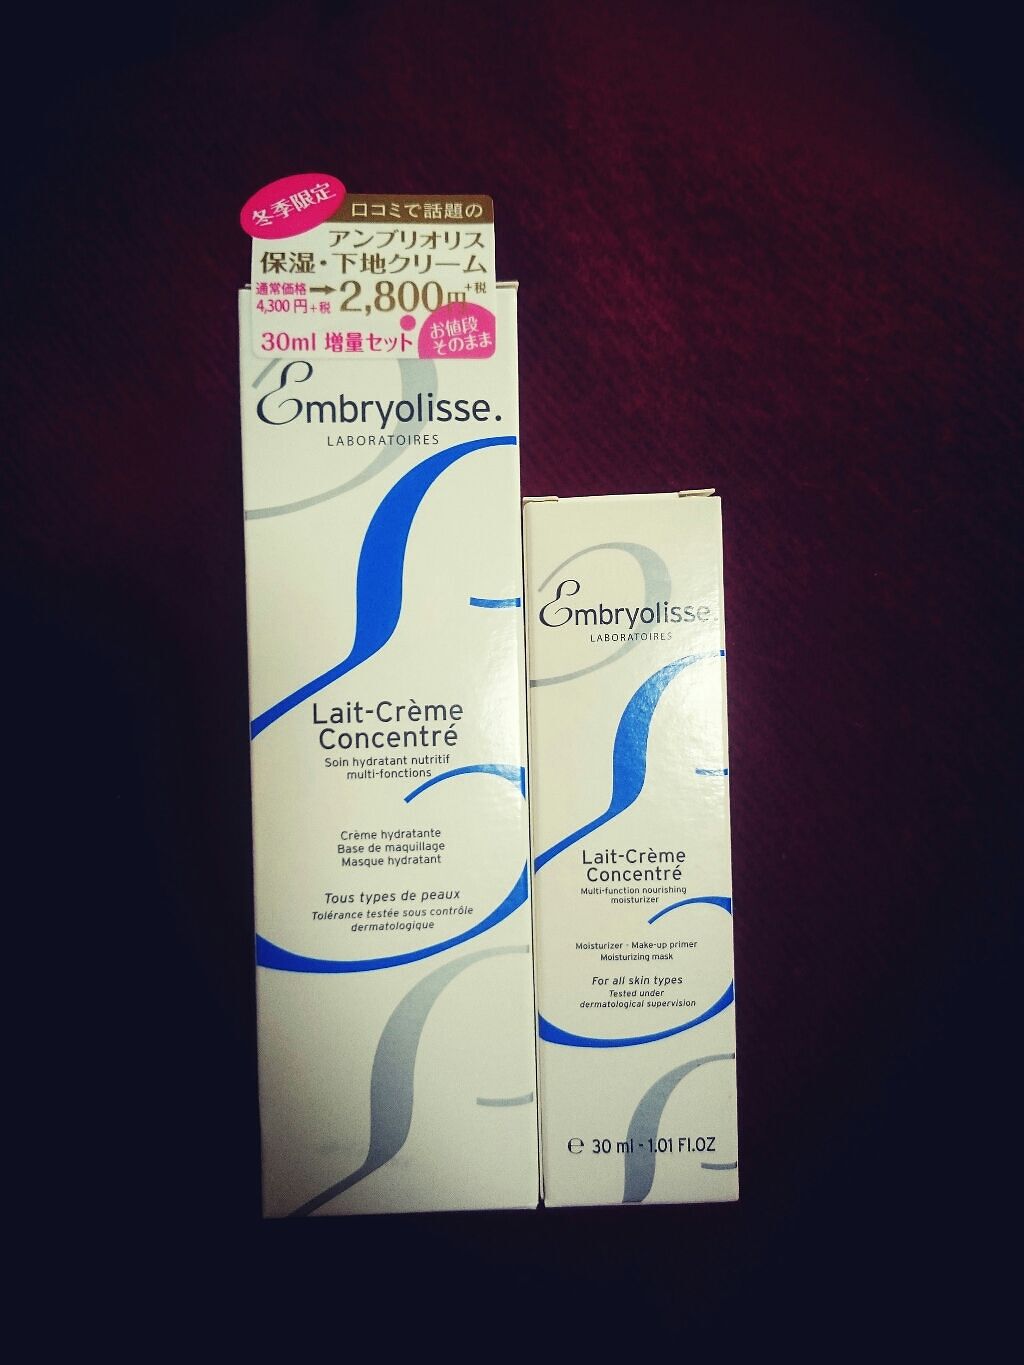 冬季限定
口コミで話題の
アンブリオリス
保湿・下地クリーム
通常価格
4,300円+税
→2,800円+税
30ml 増量セット
お値段
そのまま
Embryolisse.
LABORATOIRES
Lait-Crème
Concentré
Soin hydratant nutritif
multi-fonctions
Crème hydratante
Base de maquillage
Masque hydratant
Tous types de peaux
Tolérance testée sous contrôle
dermatologique
Embryolisse.
LABORATOIRES
Lait-Crème
Concentré
Multi-function nourishing
moisturizer
Moisturizer - Make-up primer
Moisturizing mask
For all skin types
Tested under
dermatological supervision
℮ 30 ml - 1.01 Fl.OZ